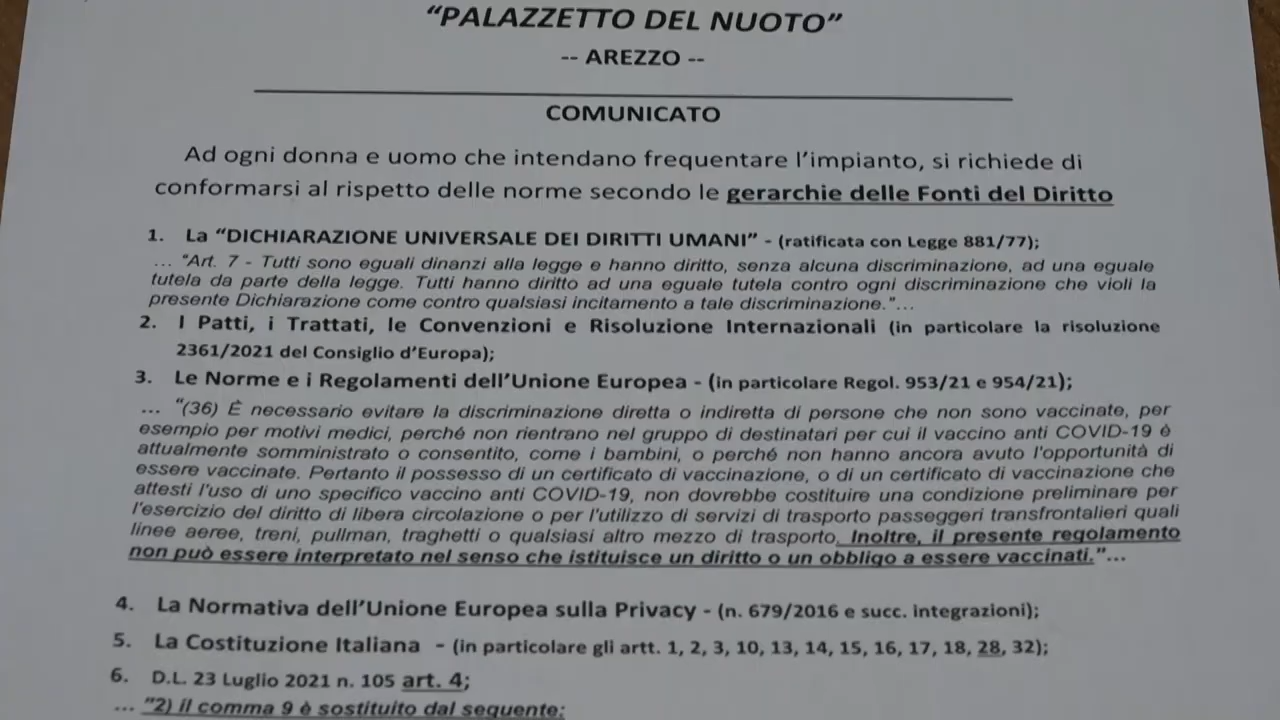 “PALAZZETTO DEL NUOTO”
-- AREZZO --
COMUNICATO
Ad ogni donna e uomo che intendano frequentare l’impianto, si richiede di
conformarsi al rispetto delle norme secondo le gerarchie delle Fonti del Diritto
1. La “DICHIARAZIONE UNIVERSALE DEI DIRITTI UMANI” - (ratificata con Legge 881/77);
... “Art. 7 - Tutti sono eguali dinanzi alla legge e hanno diritto, senza alcuna discriminazione, ad una eguale
tutela da parte della legge. Tutti hanno diritto ad una eguale tutela contro ogni discriminazione che violi la
presente Dichiarazione come contro qualsiasi incitamento a tale discriminazione.”...
2. I Patti, i Trattati, le Convenzioni e Risoluzione Internazionali (in particolare la risoluzione
2361/2021 del Consiglio d’Europa);
3. Le Norme e i Regolamenti dell’Unione Europea - (in particolare Regol. 953/21 e 954/21);
... “(36) È necessario evitare la discriminazione diretta o indiretta di persone che non sono vaccinate, per
esempio per motivi medici, perché non rientrano nel gruppo di destinatari per cui il vaccino anti COVID-19 è
attualmente somministrato o consentito, come i bambini, o perché non hanno ancora avuto l'opportunità di
essere vaccinate. Pertanto il possesso di un certificato di vaccinazione, o di un certificato di vaccinazione che
attesti l'uso di uno specifico vaccino anti COVID-19, non dovrebbe costituire una condizione preliminare per
l'esercizio del diritto di libera circolazione o per l'utilizzo di servizi di trasporto passeggeri transfrontalieri quali
linee aeree, treni, pullman, traghetti o qualsiasi altro mezzo di trasporto. Inoltre, il presente regolamento
non può essere interpretato nel senso che istituisce un diritto o un obbligo a essere vaccinati.”...
4. La Normativa dell’Unione Europea sulla Privacy - (n. 679/2016 e succ. integrazioni);
5. La Costituzione Italiana - (in particolare gli artt. 1, 2, 3, 10, 13, 14, 15, 16, 17, 18, 28, 32);
6. D.L. 23 Luglio 2021 n. 105 art. 4;
... ”2) il comma 9 è sostituito dal seguente: